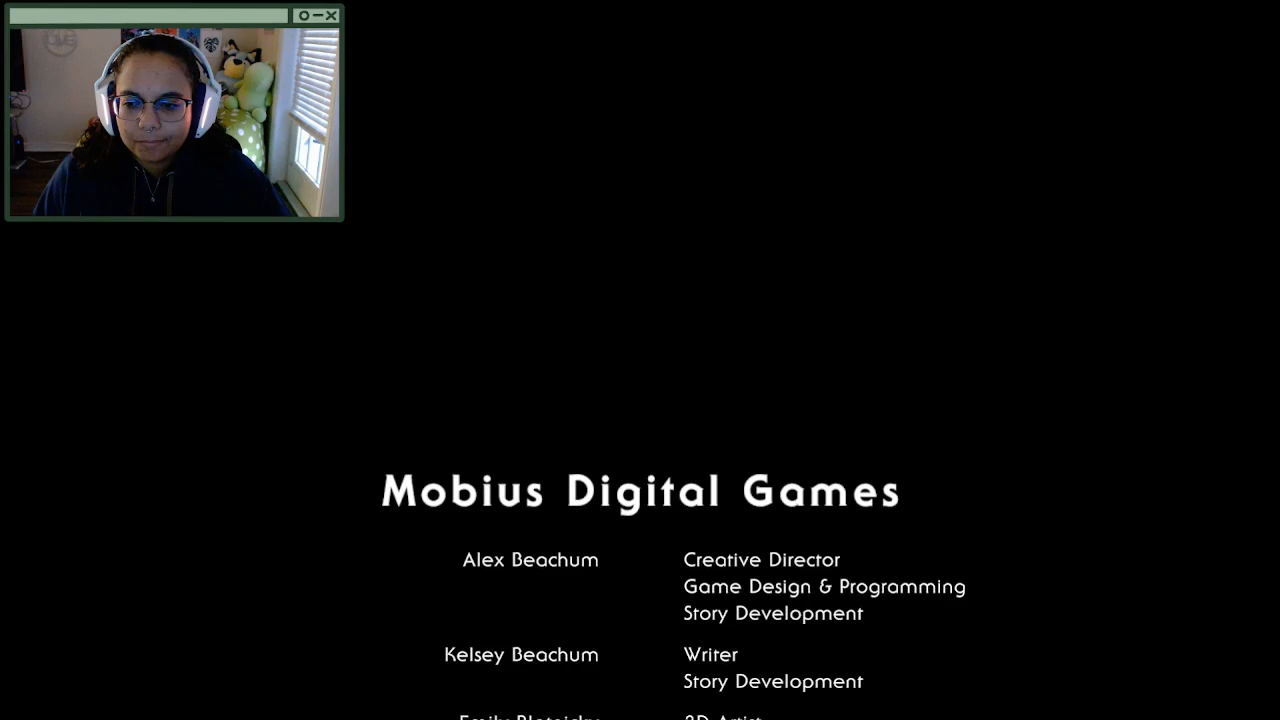 Mobius Digital Games
Alex Beachum Creative Director
Game Design & Programming
Story Development
Kelsey Beachum Writer
Story Development